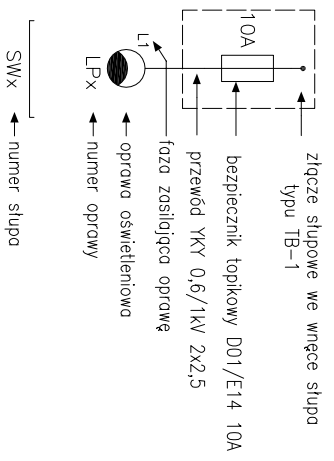 złącze słupowe we wnęce słupa
typu TB-1
10A
bezpiecznik topikowy D01/E14 10A
przewód YKY 0,6/1kV 2x2,5
L1
faza zasilająca oprawę
oprawa oświetleniowa
LPx
numer oprawy
SWx
numer słupa